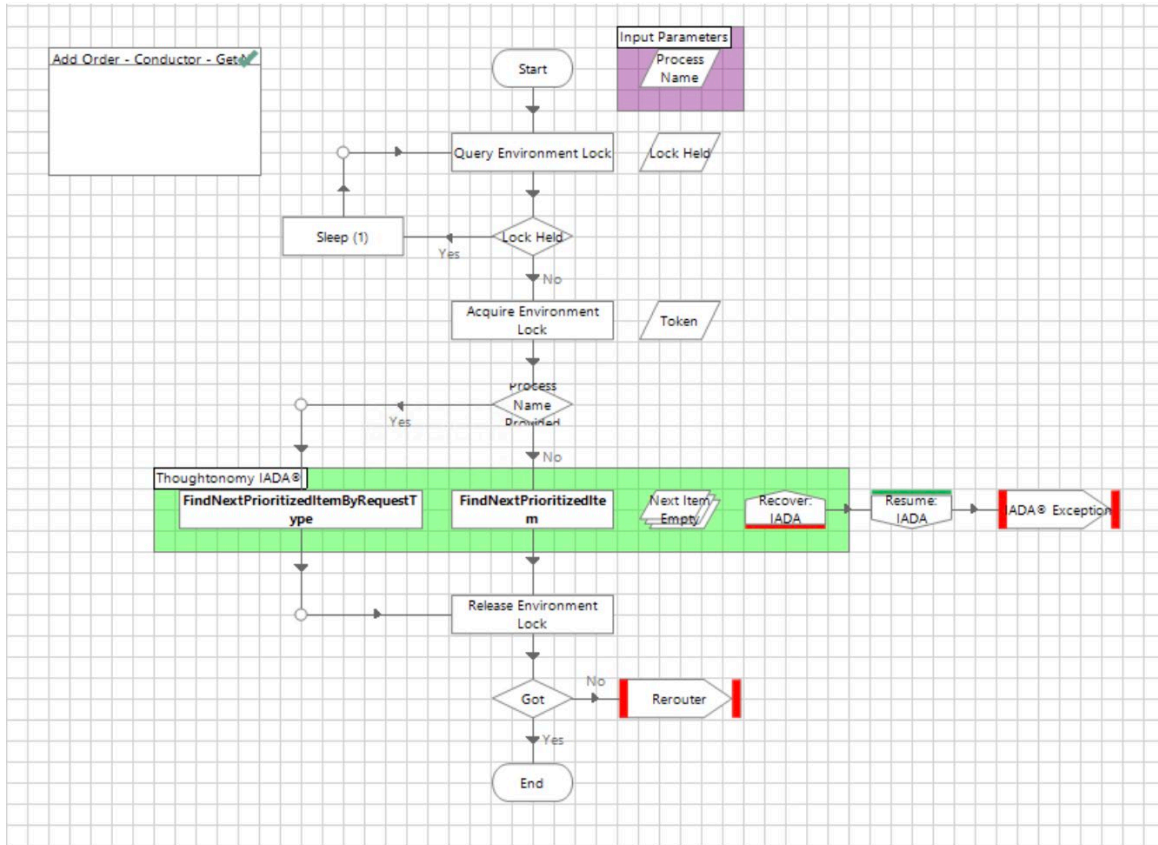 Input Parameters
Add Order - Conductor - Get N
Start
Process
Name
Query Environment Lock
Lock Held
Sleep (1)
Lock Held
Yes
No
Acquire Environment
Lock
Token
Process
Name
Provided
Yes
No
Thoughtonomy IADA®
FindNextPrioritizedItemByRequestT
ype
FindNextPrioritizedIte
m
Next Item
Empty
Recover:
IADA
Resume:
IADA
IADA® Exception
Release Environment
Lock
Got
No
Rerouter
Yes
End